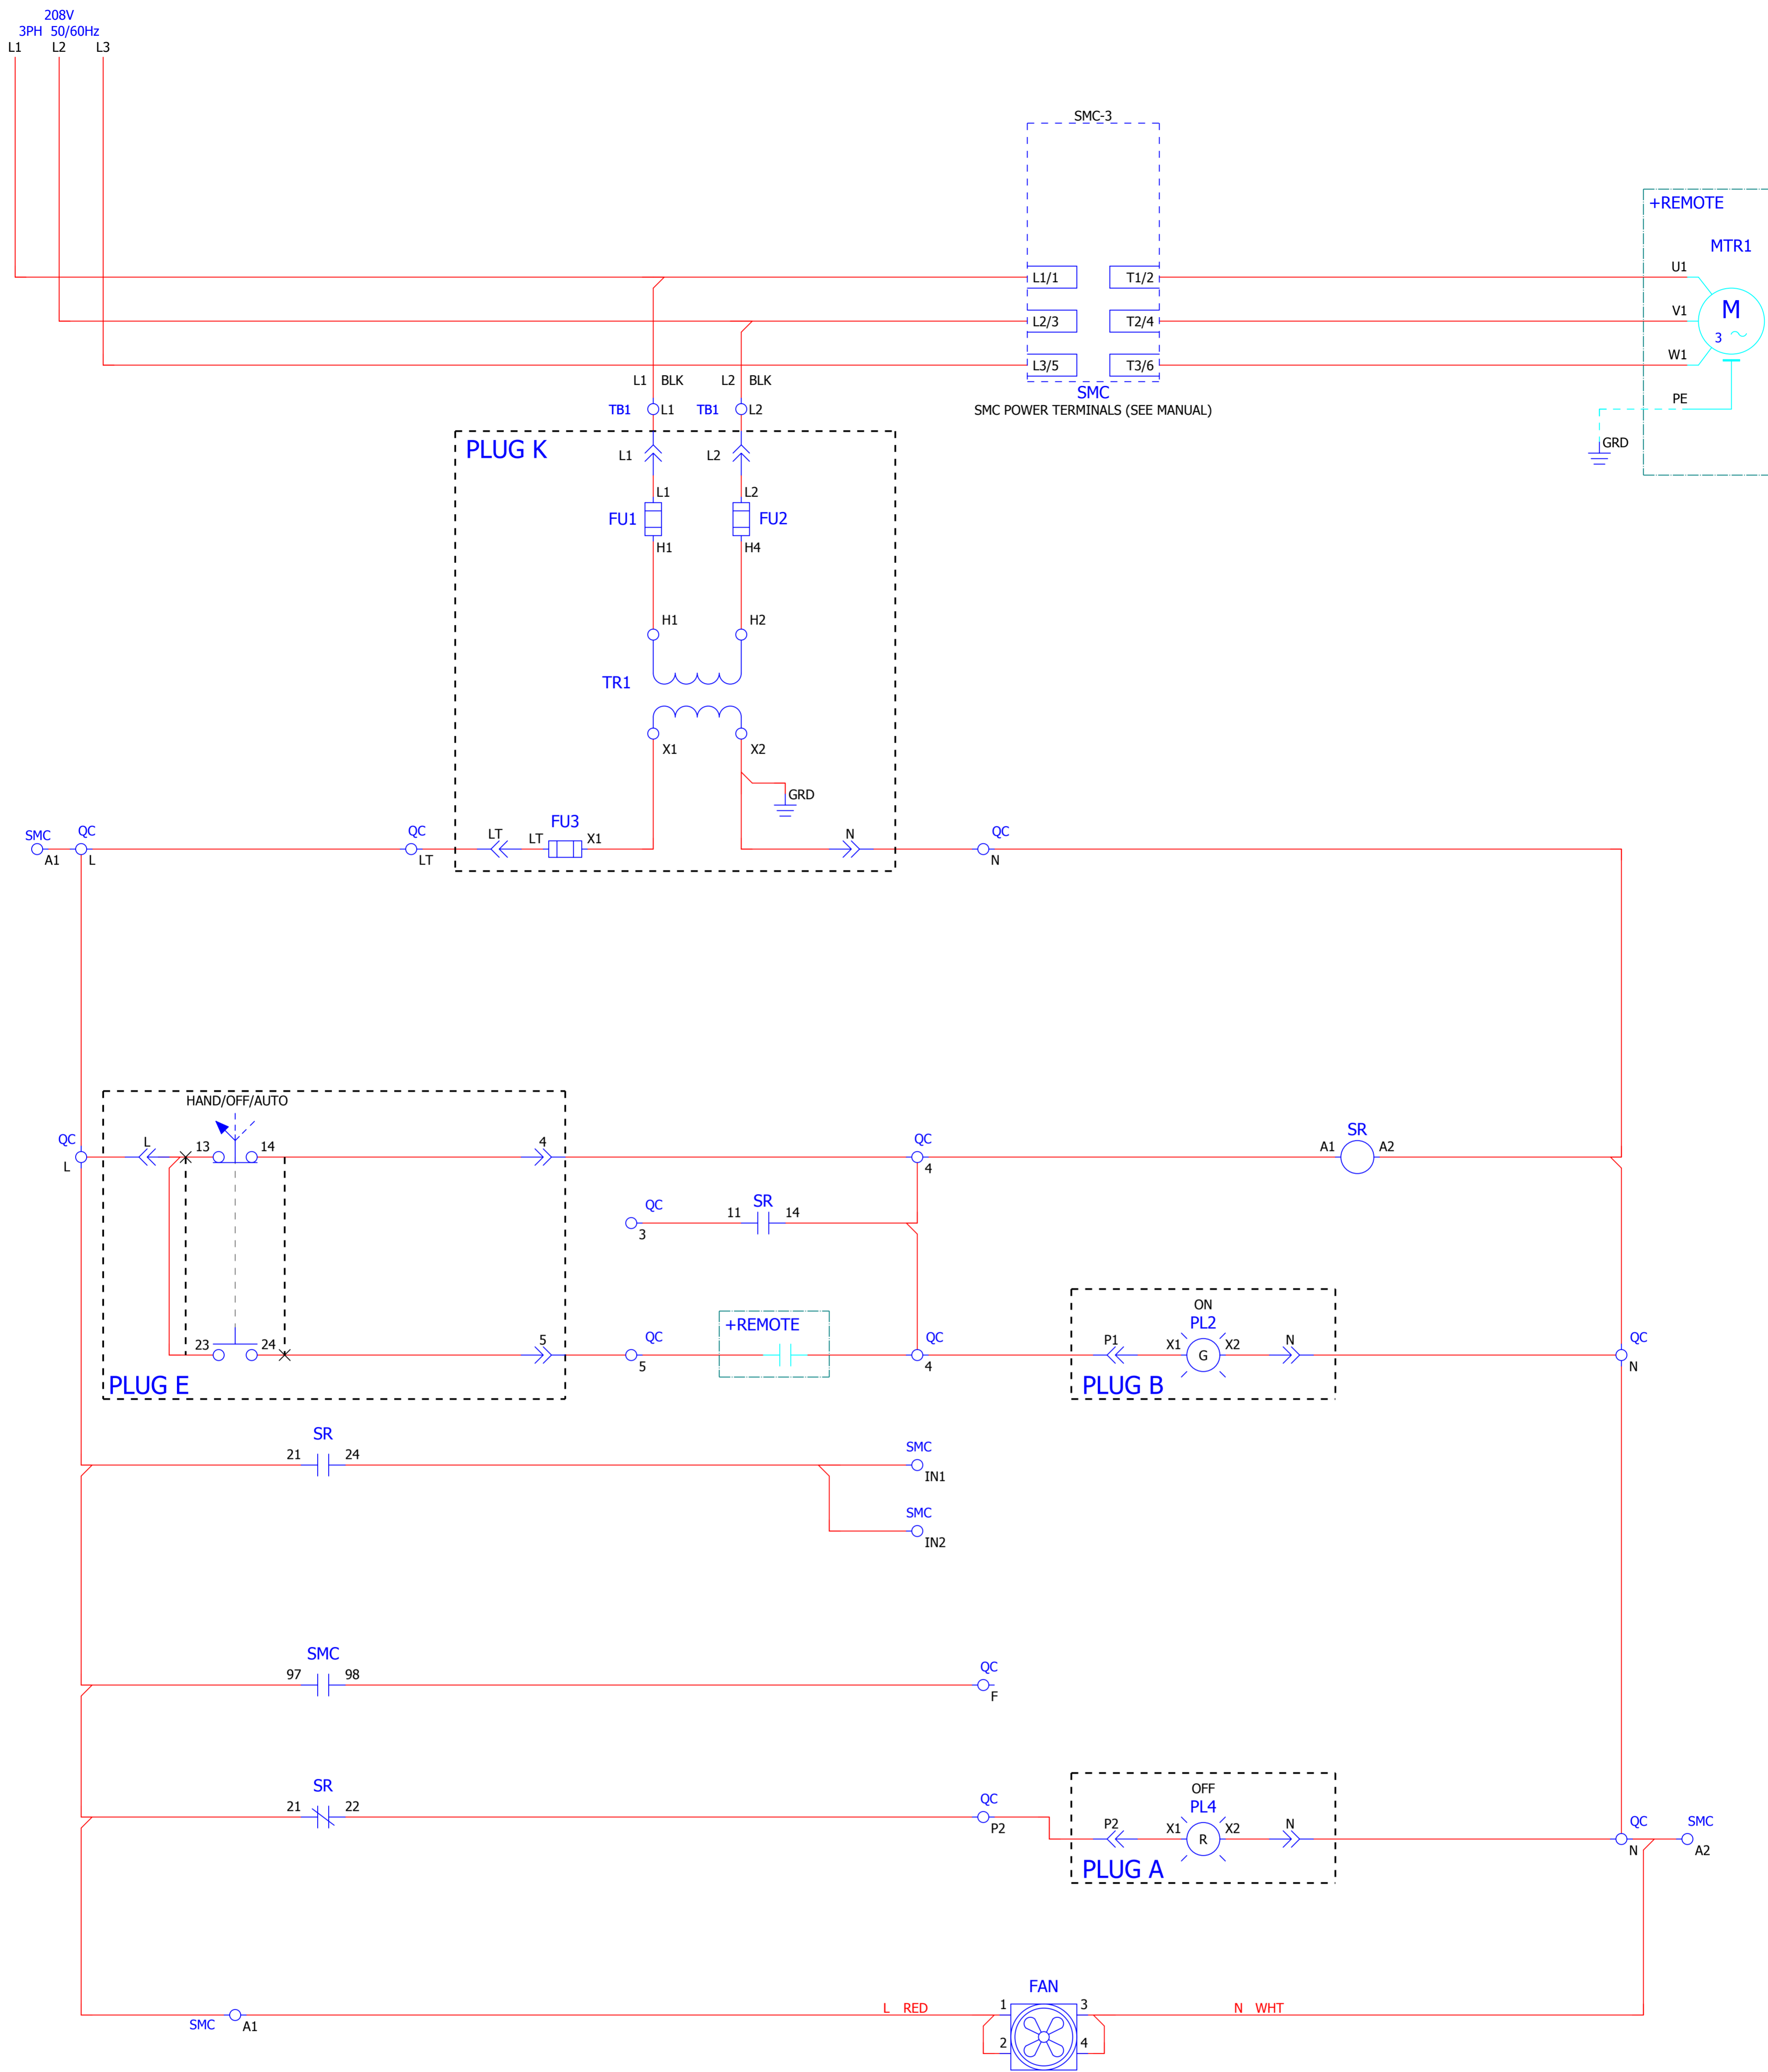 208V
3PH 50/60Hz
L1 L2 L3
SMC-3
+REMOTE
MTR1
L1/1 T1/2 U1
L2/3 T2/4 V1 M
3
L3/5 T3/6 W1
L1 BLK L2 BLK
SMC
TB1 L1 TB1 L2
SMC POWER TERMINALS (SEE MANUAL)
PE
GRD
PLUG K
L1 L2
L1 L2
FU1 FU2
H1 H4
H1 H2
TR1
X1 X2
GRD
FU3
SMC QC QC LT LT X1 N QC
A1 L LT N
HAND/OFF/AUTO
QC L 13 14 4 QC SR
A1 A2
L 4
QC SR
11 14
3
ON
+REMOTE PL2
23 24 5 QC P1 X1 G X2 N QC
5 4 N
QC
PLUG E PLUG B
SR SMC
21 24
IN1
SMC
IN2
SMC
97 98 QC
F
SR OFF
21 22 QC PL4
P2 P2 X1 R X2 N QC SMC
N A2
PLUG A
FAN
L RED 1 3 N WHT
SMC A1
2 4